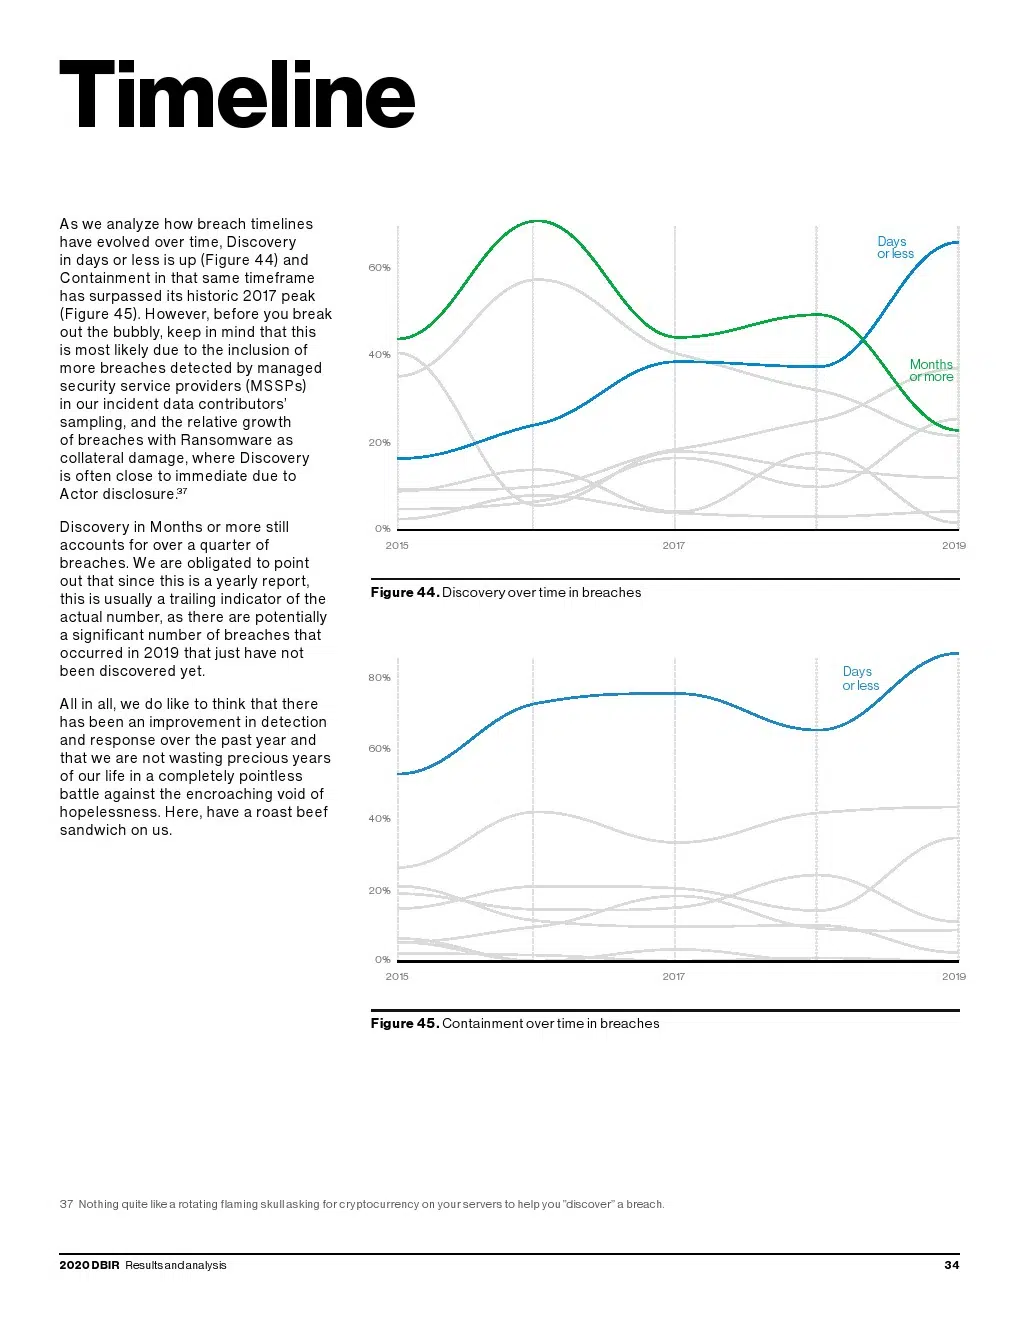 Timeline
As we analyze how breach timelines
have evolved over time, Discovery
in days or less is up (Figure 44) and
Containment in that same timeframe
has surpassed its historic 2017 peak
(Figure 45). However, before you break
out the bubbly, keep in mind that this
is most likely due to the inclusion of
more breaches detected by managed
security service providers (MSSPs)
in our incident data contributors'
sampling, and the relative growth
of breaches with Ransomware as
collateral damage, where Discovery
is often close to immediate due to
Actor disclosure.37
Discovery in Months or more still
accounts for over a quarter of
breaches. We are obligated to point
out that since this is a yearly report,
this is usually a trailing indicator of the
actual number, as there are potentially
a significant number of breaches that
occurred in 2019 that just have not
been discovered yet.
All in all, we do like to think that there
has been an improvement in detection
and response over the past year and
that we are not wasting precious years
of our life in a completely pointless
battle against the encroaching void of
hopelessness. Here, have a roast beef
sandwich on us.
Days
or less
60%
40%
Months
or more
20%
0%
2015 2017 2019
Figure 44. Discovery over time in breaches
Days
or less
80%
60%
40%
20%
0%
2015 2017 2019
Figure 45. Containment over time in breaches
37 Nothing quite like a rotating flaming skull asking for cryptocurrency on your servers to help you "discover" a breach.
2020 DBIR Results and analysis 34